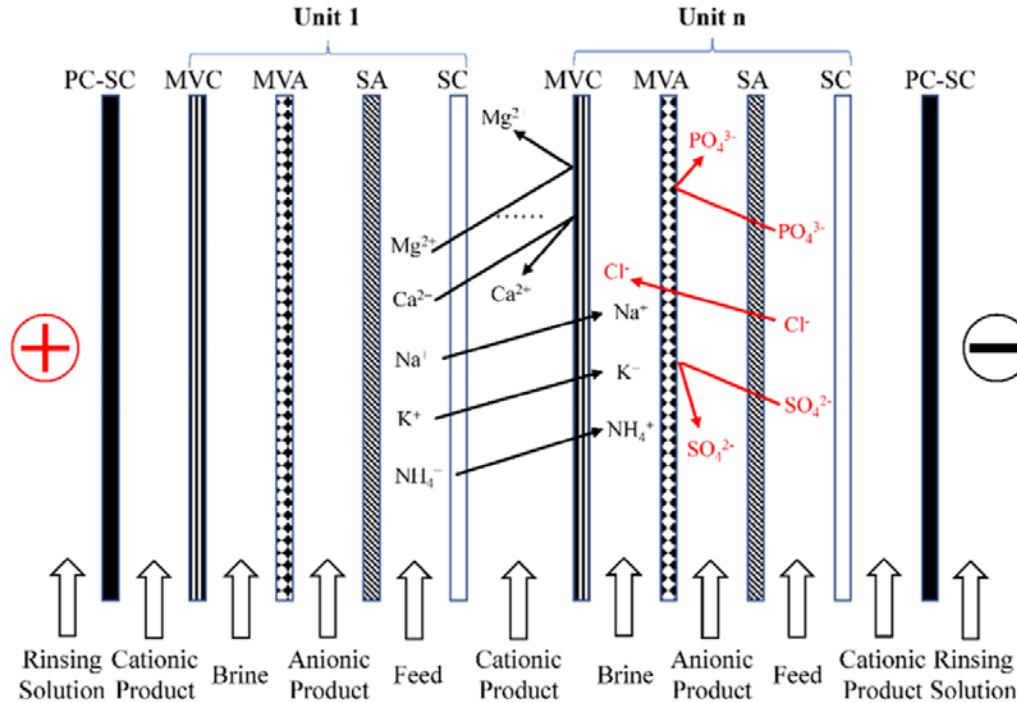 Unit 1
Unit n
PC-SC
MVC
MVA
SA
SC
MVC
MVA
SA
SC
PC-SC
Mg²⁺
PO₄³⁻
Mg²⁺
PO₄³⁻
Cl⁻
Ca²⁻
Ca²⁺
Na⁺
Cl⁻
Na⁺
K⁻
SO₄²⁻
K⁺
NH₄⁺
SO₄²⁻
NH₄⁻
Rinsing
Solution
Cationic
Product
Brine
Anionic
Product
Feed
Cationic
Product
Brine
Anionic
Product
Feed
Cationic
Product
Rinsing
Solution